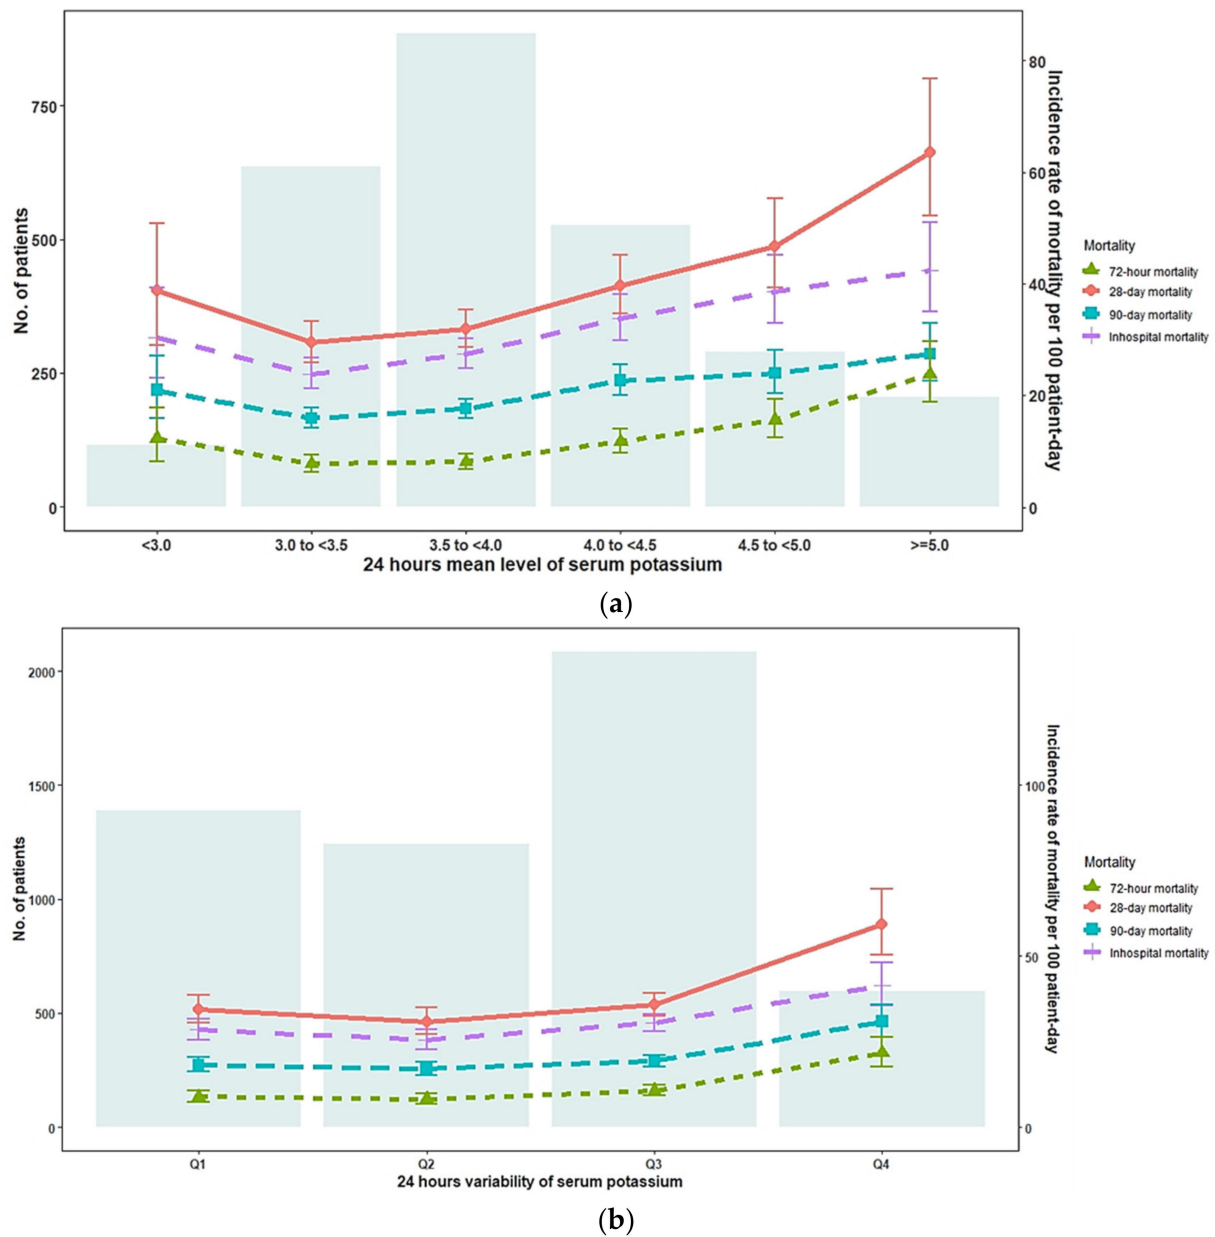 80
750
60
500
40
250
20
0
0
No. of patients
Incidence rate of mortality per 100 patient-day
Mortality
72-hour mortality
28-day mortality
90-day mortality
Inhospital mortality
<3.0
3.0 to <3.5
3.5 to <4.0
4.0 to <4.5
4.5 to <5.0
>=5.0
24 hours mean level of serum potassium
(a)
2000
1500
100
1000
50
500
0
0
No. of patients
Incidence rate of mortality per 100 patient-day
Mortality
72-hour mortality
28-day mortality
90-day mortality
Inhospital mortality
Q1
Q2
Q3
Q4
24 hours variability of serum potassium
(b)